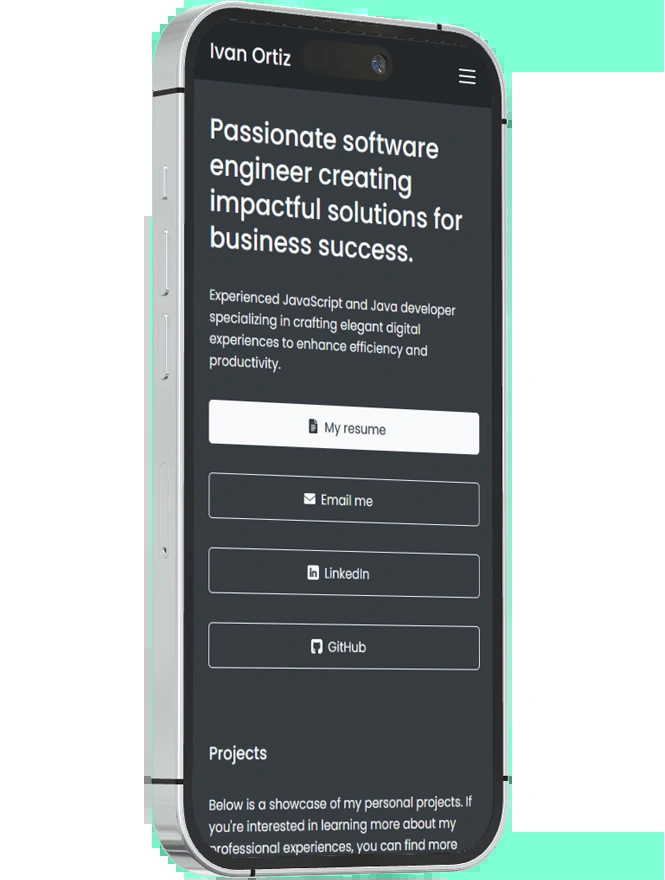 Ivan Ortiz
Passionate software
engineer creating
impactful solutions for
business success.
Experienced JavaScript and Java developer
specializing in crafting elegant digital
experiences to enhance efficiency and
productivity.
My resume
Email me
LinkedIn
GitHub
Projects
Below is a showcase of my personal projects. If
you're interested in learning more about my
professional experiences, you can find more